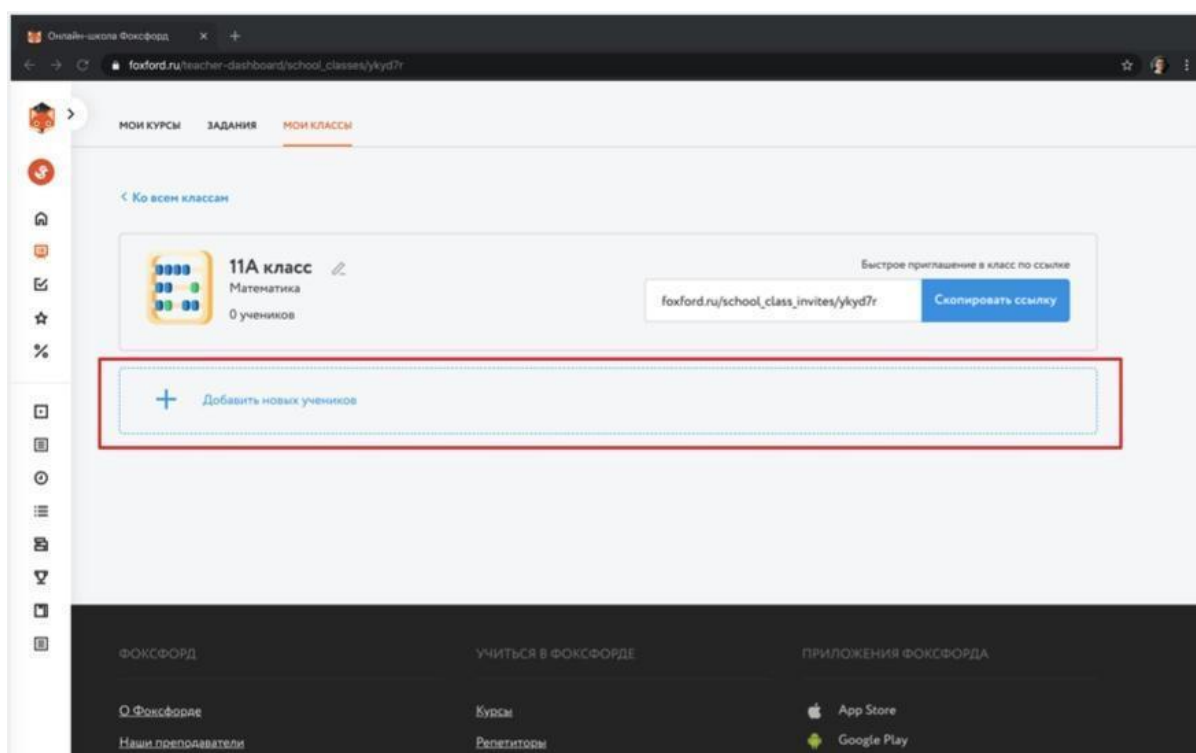 Онлайн-школа Фоксфорд
foxford.ru/teacher-dashboard/school_classes/ykyd7r
МОИ КУРСЫ ЗАДАНИЯ МОИ КЛАССЫ
Ко всем классам
11А класс
Математика
0 учеников
Быстрое приглашение в класс по ссылке
foxford.ru/school_class_invites/ykyd7r Скопировать ссылку
Добавить новых учеников
ФОКСФОРД УЧИТЬСЯ В ФОКСФОРДЕ ПРИЛОЖЕНИЯ ФОКСФОРДА
О Фоксфорде Курсы App Store
Наши преподаватели Репетиторы Google Play